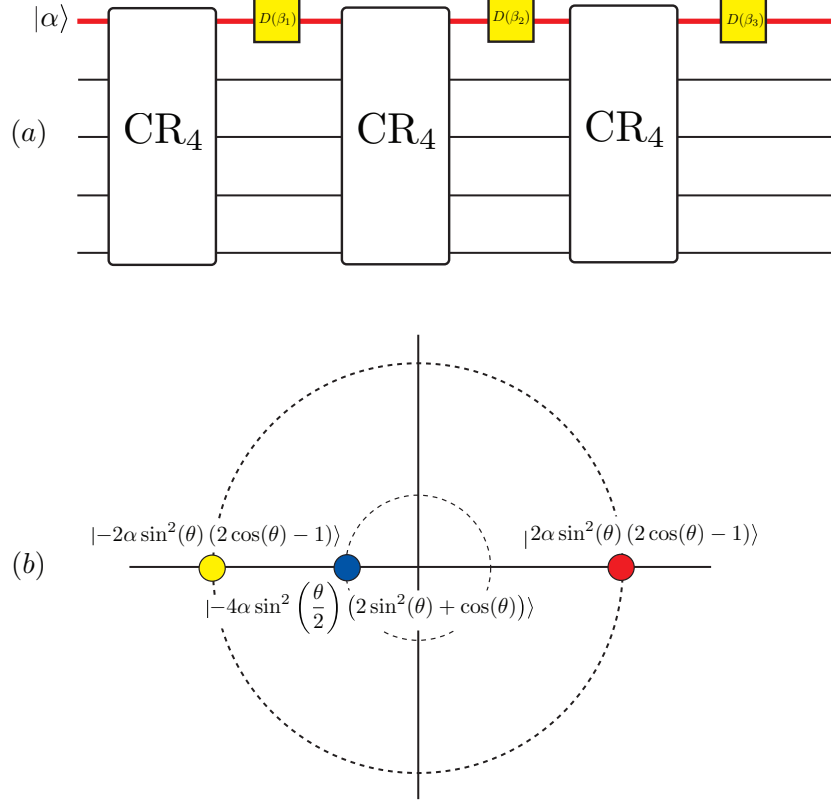 |α⟩ D(β₁) D(β₂) D(β₃)
(a) CR₄ CR₄ CR₄
|−2α sin²(θ) (2 cos(θ) − 1)⟩ |2α sin²(θ) (2 cos(θ) − 1)⟩
(b)
|−4α sin² (θ/2) (2 sin²(θ) + cos(θ))⟩